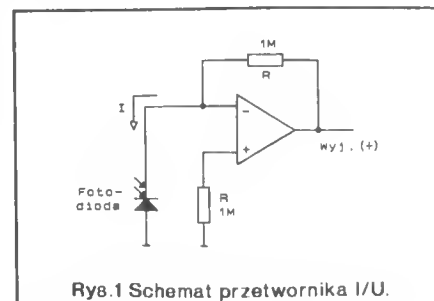 1M
R
I
-
+
Wyj.(+)
Foto-
dioda
R
1M
Rys.1 Schemat przetwornika I/U.